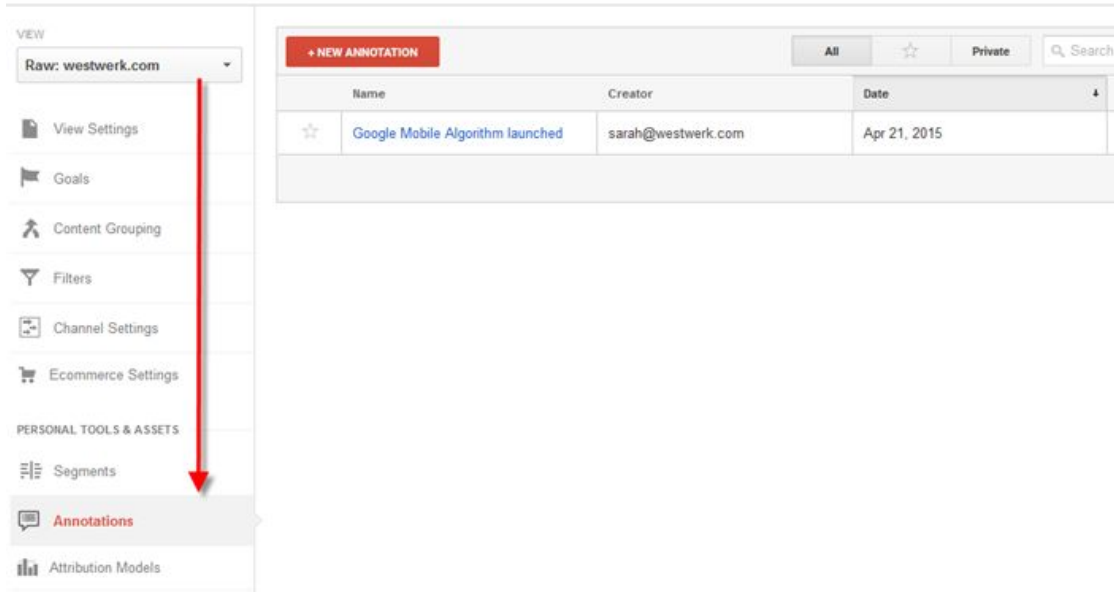 VIEW
Raw: westwerk.com
View Settings
Goals
Content Grouping
Filters
Channel Settings
Ecommerce Settings
PERSONAL TOOLS & ASSETS
Segments
Annotations
Attribution Models
+ NEW ANNOTATION All Private Search
Name Creator Date
Google Mobile Algorithm launched sarah@westwerk.com Apr 21, 2015